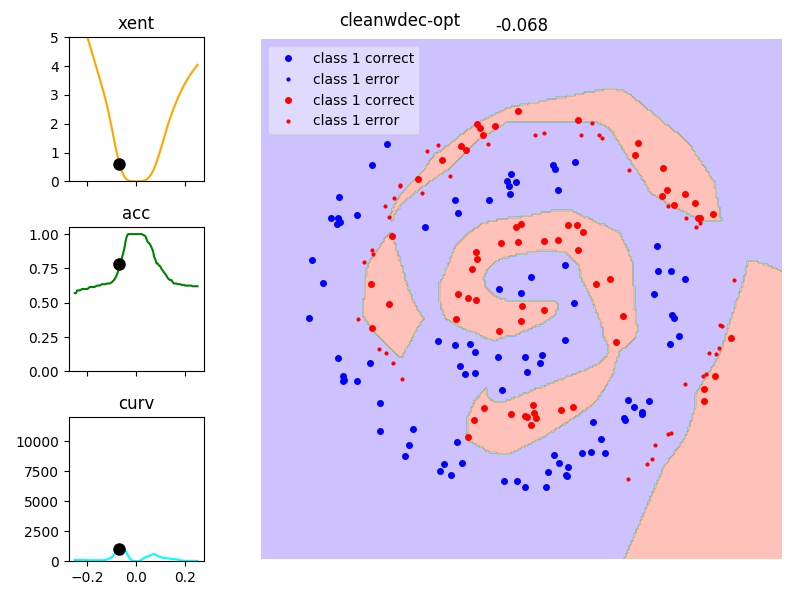 cleanwdec-opt -0.068
xent
5
4
3
2
1
0
acc
1.00
0.75
0.50
0.25
0.00
curv
10000
7500
5000
2500
0
−0.2 0.0 0.2
class 1 correct
class 1 error
class 1 correct
class 1 error